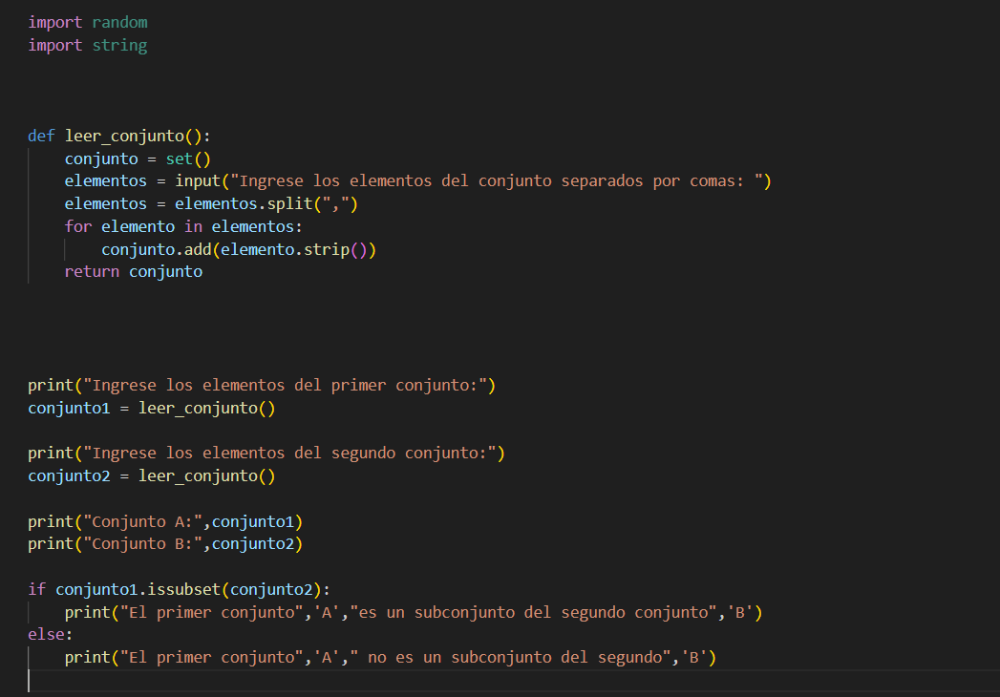 import random
import string
def leer_conjunto():
    conjunto = set()
    elementos = input("Ingrese los elementos del conjunto separados por comas: ")
    elementos = elementos.split(",")
    for elemento in elementos:
        conjunto.add(elemento.strip())
    return conjunto
print("Ingrese los elementos del primer conjunto:")
conjunto1 = leer_conjunto()
print("Ingrese los elementos del segundo conjunto:")
conjunto2 = leer_conjunto()
print("Conjunto A:",conjunto1)
print("Conjunto B:",conjunto2)
if conjunto1.issubset(conjunto2):
    print("El primer conjunto",'A',"es un subconjunto del segundo conjunto",'B')
else:
    print("El primer conjunto",'A'," no es un subconjunto del segundo",'B')